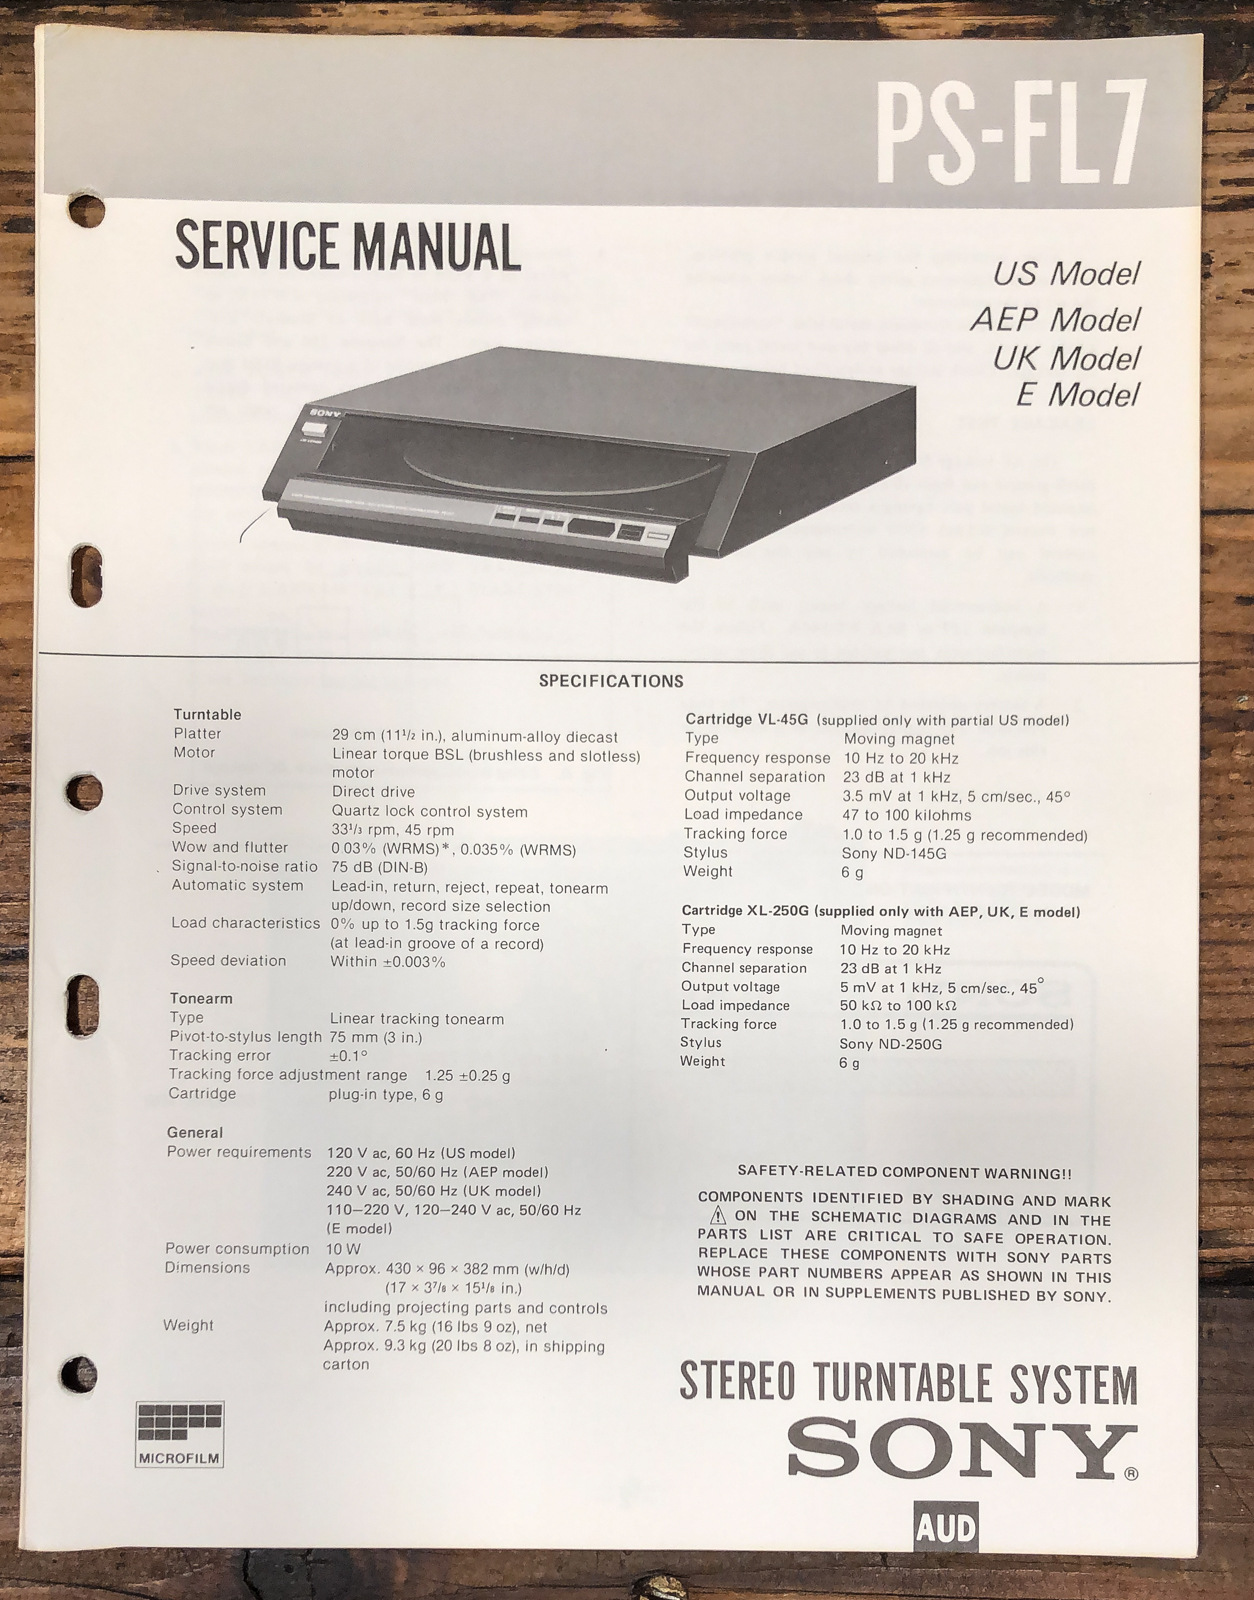 PS-FL7
SERVICE MANUAL
US Model
AEP Model
UK Model
E Model
SONY
SPECIFICATIONS
Turntable
Platter 29 cm (11 1/2 in.), aluminum-alloy diecast
Motor Linear torque BSL (brushless and slotless)
motor
Drive system Direct drive
Control system Quartz lock control system
Speed 33 1/3 rpm, 45 rpm
Wow and flutter 0.03% (WRMS)*, 0.035% (WRMS)
Signal-to-noise ratio 75 dB (DIN-B)
Automatic system Lead-in, return, reject, repeat, tonearm
up/down, record size selection
Load characteristics 0% up to 1.5g tracking force
(at lead-in groove of a record)
Speed deviation Within ±0.003%
Tonearm
Type Linear tracking tonearm
Pivot-to-stylus length 75 mm (3 in.)
Tracking error ±0.1°
Tracking force adjustment range 1.25 ±0.25 g
Cartridge plug-in type, 6 g
General
Power requirements 120 V ac, 60 Hz (US model)
220 V ac, 50/60 Hz (AEP model)
240 V ac, 50/60 Hz (UK model)
110–220 V, 120–240 V ac, 50/60 Hz
(E model)
Power consumption 10 W
Dimensions Approx. 430 × 96 × 382 mm (w/h/d)
(17 × 3 7/8 × 15 1/8 in.)
including projecting parts and controls
Weight Approx. 7.5 kg (16 lbs 9 oz), net
Approx. 9.3 kg (20 lbs 8 oz), in shipping
carton
MICROFILM
Cartridge VL-45G (supplied only with partial US model)
Type Moving magnet
Frequency response 10 Hz to 20 kHz
Channel separation 23 dB at 1 kHz
Output voltage 3.5 mV at 1 kHz, 5 cm/sec., 45°
Load impedance 47 to 100 kilohms
Tracking force 1.0 to 1.5 g (1.25 g recommended)
Stylus Sony ND-145G
Weight 6 g
Cartridge XL-250G (supplied only with AEP, UK, E model)
Type Moving magnet
Frequency response 10 Hz to 20 kHz
Channel separation 23 dB at 1 kHz
Output voltage 5 mV at 1 kHz, 5 cm/sec., 45°
Load impedance 50 kΩ to 100 kΩ
Tracking force 1.0 to 1.5 g (1.25 g recommended)
Stylus Sony ND-250G
Weight 6 g
SAFETY-RELATED COMPONENT WARNING!!
COMPONENTS IDENTIFIED BY SHADING AND MARK
⚠ ON THE SCHEMATIC DIAGRAMS AND IN THE
PARTS LIST ARE CRITICAL TO SAFE OPERATION.
REPLACE THESE COMPONENTS WITH SONY PARTS
WHOSE PART NUMBERS APPEAR AS SHOWN IN THIS
MANUAL OR IN SUPPLEMENTS PUBLISHED BY SONY.
STEREO TURNTABLE SYSTEM
SONY®
AUD